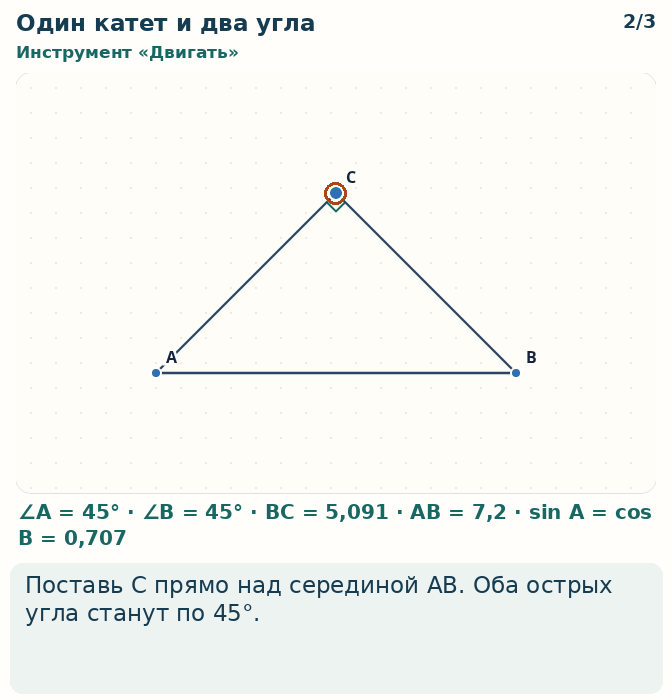 Один катет и два угла
2/3
Инструмент «Двигать»
C
A
B
∠A = 45° · ∠B = 45° · BC = 5,091 · AB = 7,2 · sin A = cos
B = 0,707
Поставь C прямо над серединой AB. Оба острых
угла станут по 45°.